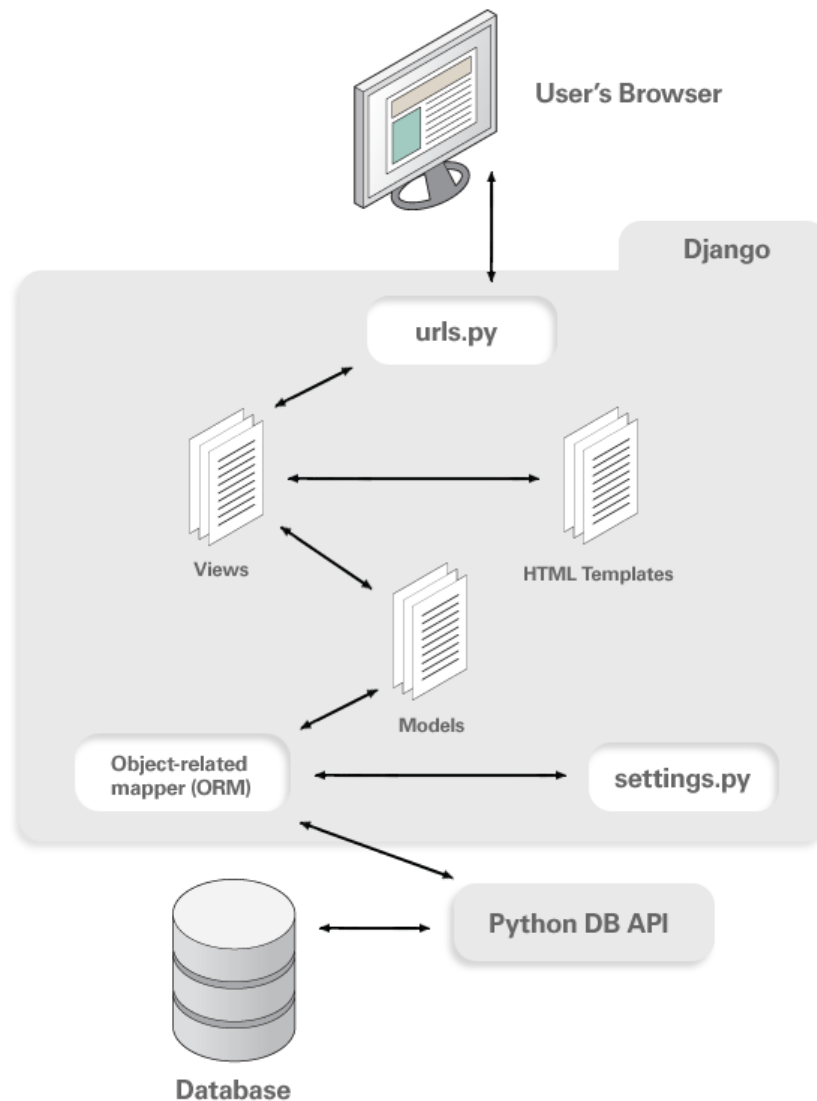 User's Browser
Django
urls.py
Views
HTML Templates
Models
Object-related
mapper (ORM)
settings.py
Python DB API
Database